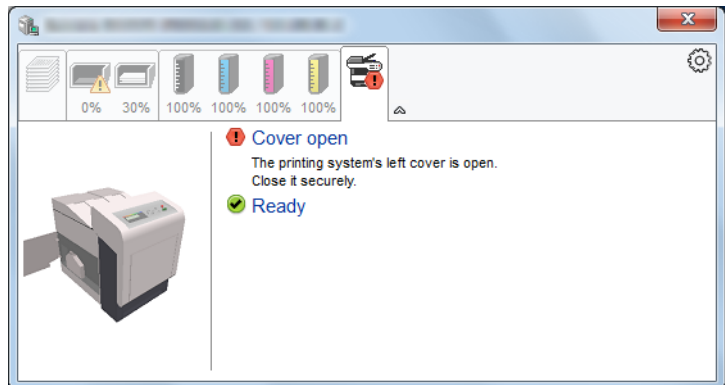 0% 30% 100% 100% 100% 100%
Cover open
The printing system's left cover is open.
Close it securely.
Ready